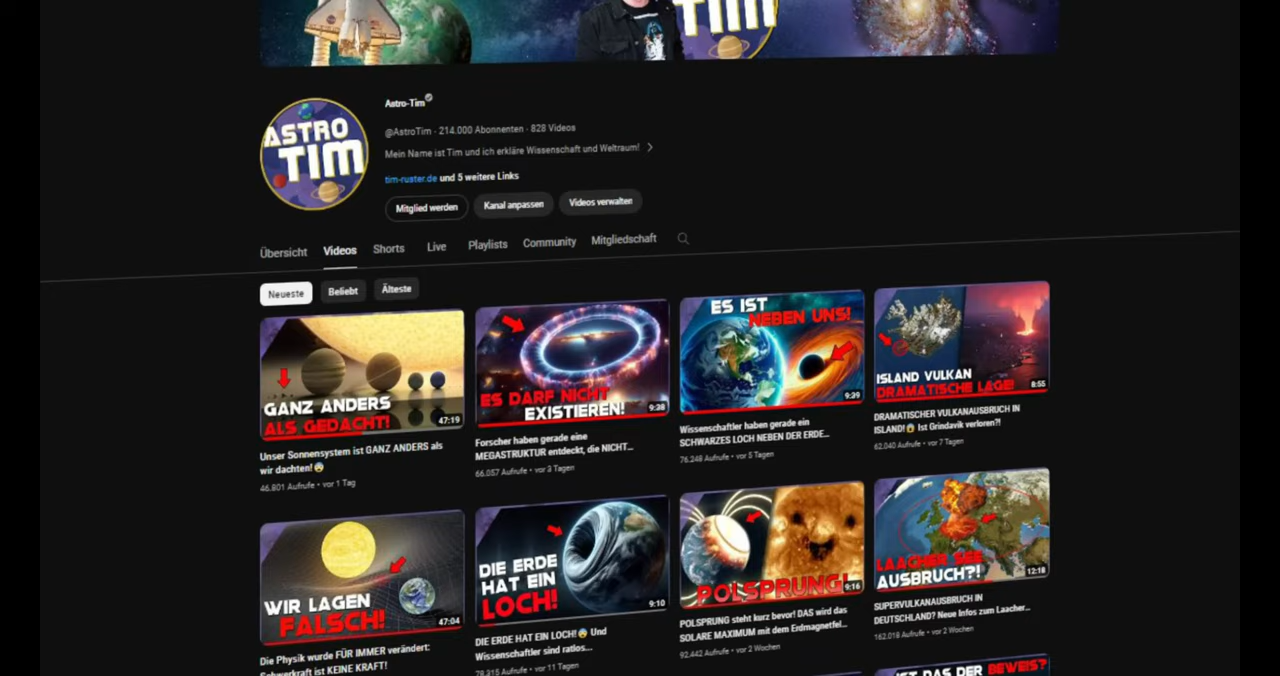 TIM
ASTRO
TIM
Astro-Tim
@AstroTim · 214.000 Abonnenten · 828 Videos
Mein Name ist Tim und ich erkläre Wissenschaft und Weltraum!
tim-ruster.de und 5 weitere Links
Mitglied werden
Kanal anpassen
Videos verwalten
Übersicht
Videos
Shorts
Live
Playlists
Community
Mitgliedschaft
Neueste
Beliebt
Älteste
GANZ ANDERS
ALS GEDACHT!
47:19
Unser Sonnensystem ist GANZ ANDERS als
wir dachten!😨
46.801 Aufrufe · vor 1 Tag
ES DARF NICHT
EXISTIEREN!
9:38
Forscher haben gerade eine
MEGASTRUKTUR entdeckt, die NICHT...
66.057 Aufrufe · vor 3 Tagen
ES IST
NEBEN UNS!
9:39
Wissenschaftler haben gerade ein
SCHWARZES LOCH NEBEN DER ERDE...
76.248 Aufrufe · vor 5 Tagen
ISLAND VULKAN
DRAMATISCHE LAGE!
8:55
DRAMATISCHER VULKANAUSBRUCH IN
ISLAND!😱 Ist Grindavik verloren?!
62.040 Aufrufe · vor 7 Tagen
WIR LAGEN
FALSCH!
47:04
Die Physik wurde FÜR IMMER verändert:
Schwerkraft ist KEINE KRAFT!
DIE ERDE
HAT EIN
LOCH!
9:10
DIE ERDE HAT EIN LOCH!😨 Und
Wissenschaftler sind ratlos...
78.315 Aufrufe · vor 11 Tagen
POLSPRUNG!
9:16
POLSPRUNG steht kurz bevor! DAS wird das
SOLARE MAXIMUM mit dem Erdmagnetfel...
92.442 Aufrufe · vor 2 Wochen
LAACHER SEE
AUSBRUCH?!
12:18
SUPERVULKANAUSBRUCH IN
DEUTSCHLAND? Neue Infos zum Laacher...
162.018 Aufrufe · vor 2 Wochen
IST DAS DER BEWEIS?